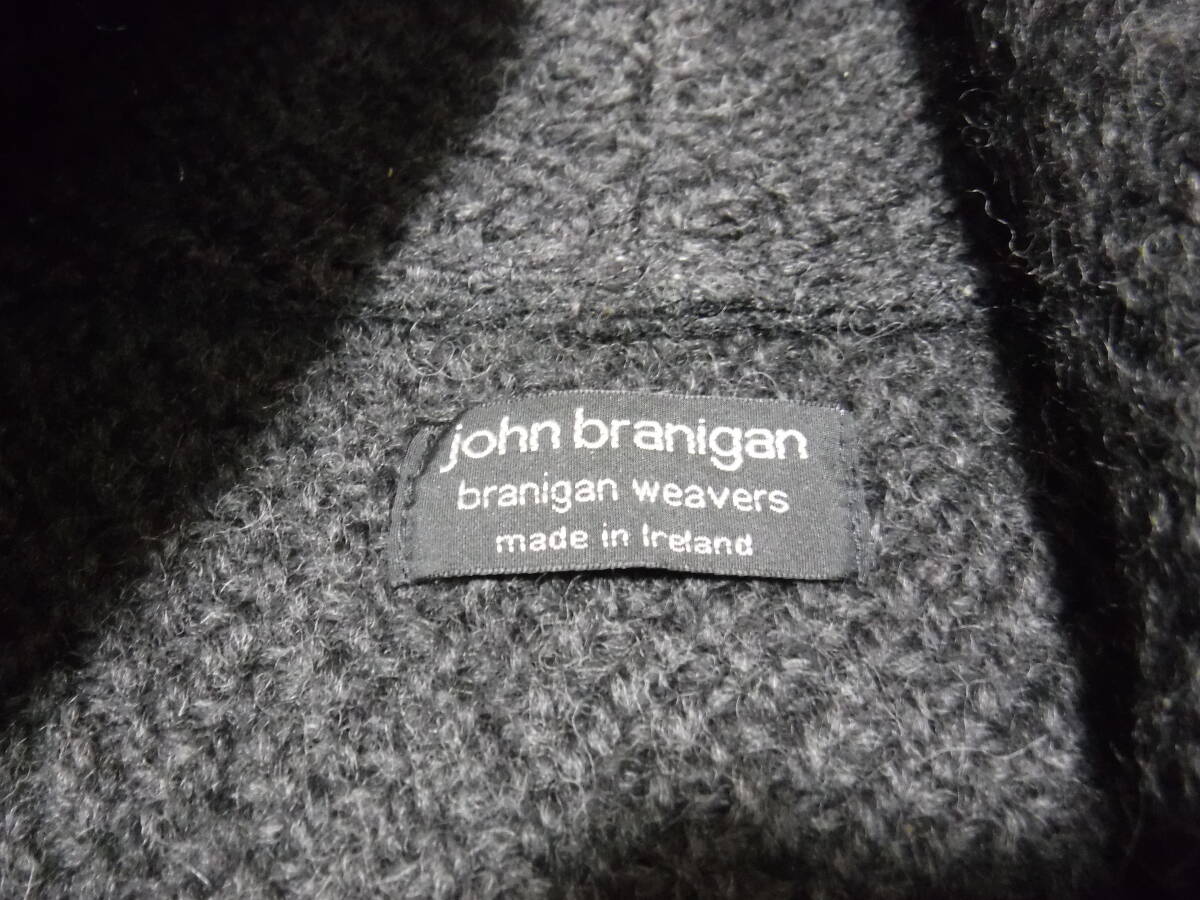 john branigan
branigan weavers
made in Ireland